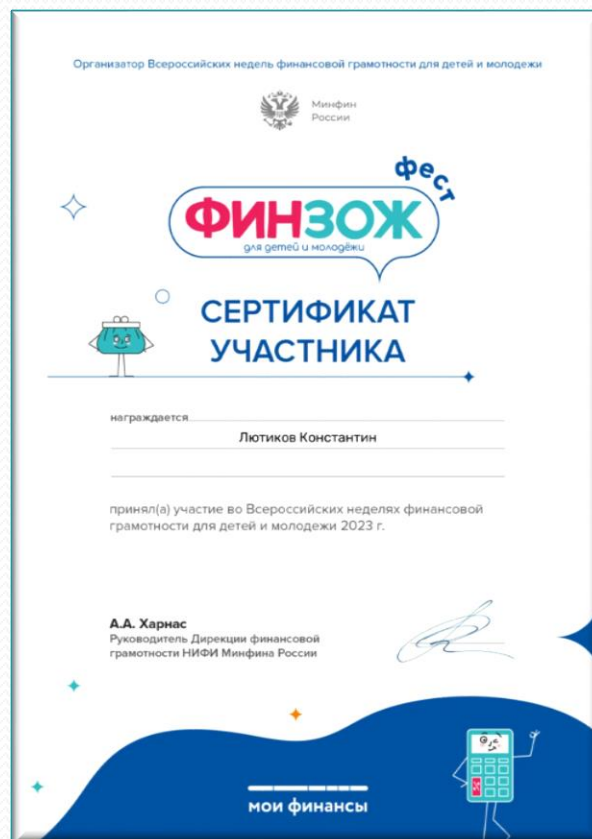 Организатор Всероссийских недель финансовой грамотности для детей и молодежи
Минфин
России
фест
ФИНЗОЖ
для детей и молодёжи
СЕРТИФИКАТ
УЧАСТНИКА
награждается
Лютиков Константин
принял(а) участие во Всероссийских неделях финансовой
грамотности для детей и молодежи 2023 г.
А.А. Харнас
Руководитель Дирекции финансовой
грамотности НИФИ Минфина России
мои финансы